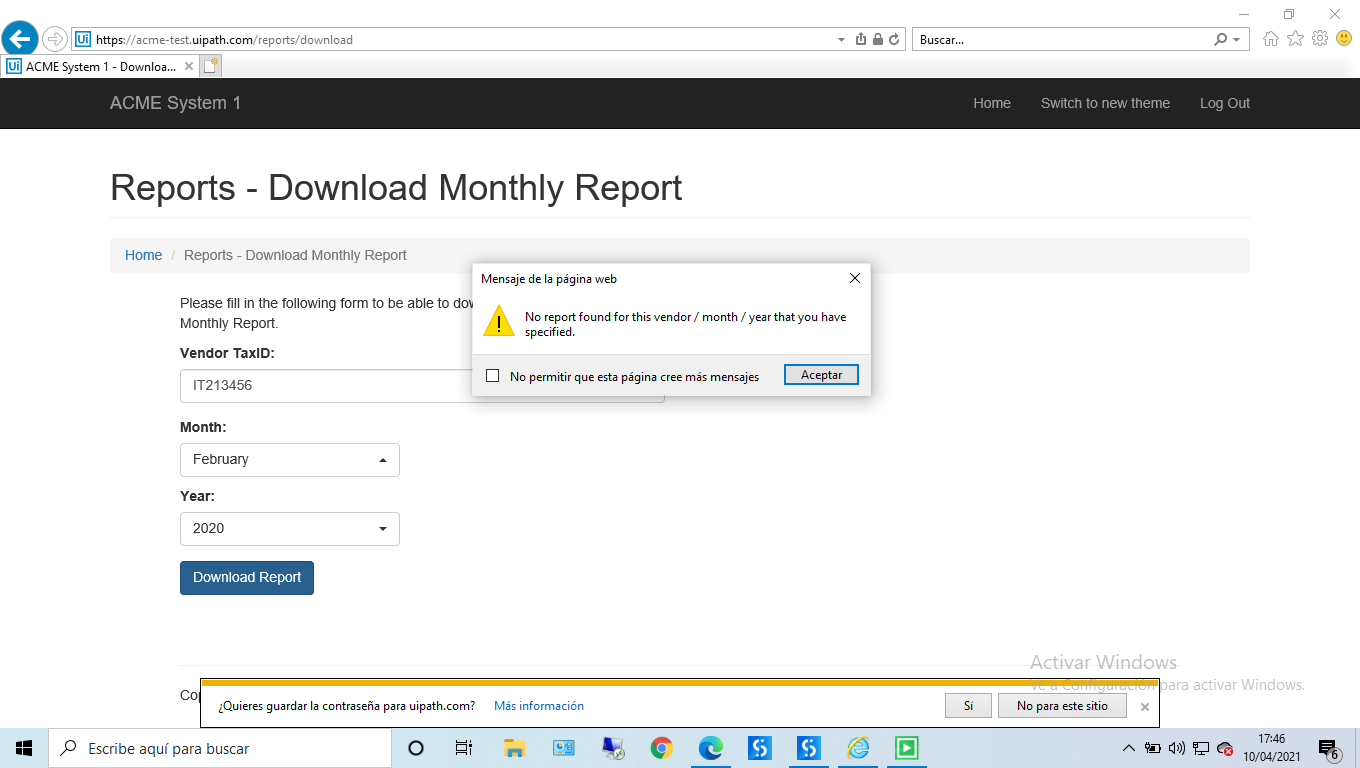 https://acme-test.uipath.com/reports/download
Buscar...
ACME System 1 - Downloa...
ACME System 1
Home
Switch to new theme
Log Out
Reports - Download Monthly Report
Home / Reports - Download Monthly Report
Mensaje de la página web
No report found for this vendor / month / year that you have
specified.
No permitir que esta página cree más mensajes
Aceptar
Please fill in the following form to be able to
Monthly Report.
Vendor TaxID:
IT213456
Month:
February
Year:
2020
Download Report
Activar Windows
Ve a Configuración para activar Windows.
¿Quieres guardar la contraseña para uipath.com?
Más información
Sí
No para este sitio
Escribe aquí para buscar
17:46
10/04/2021
6